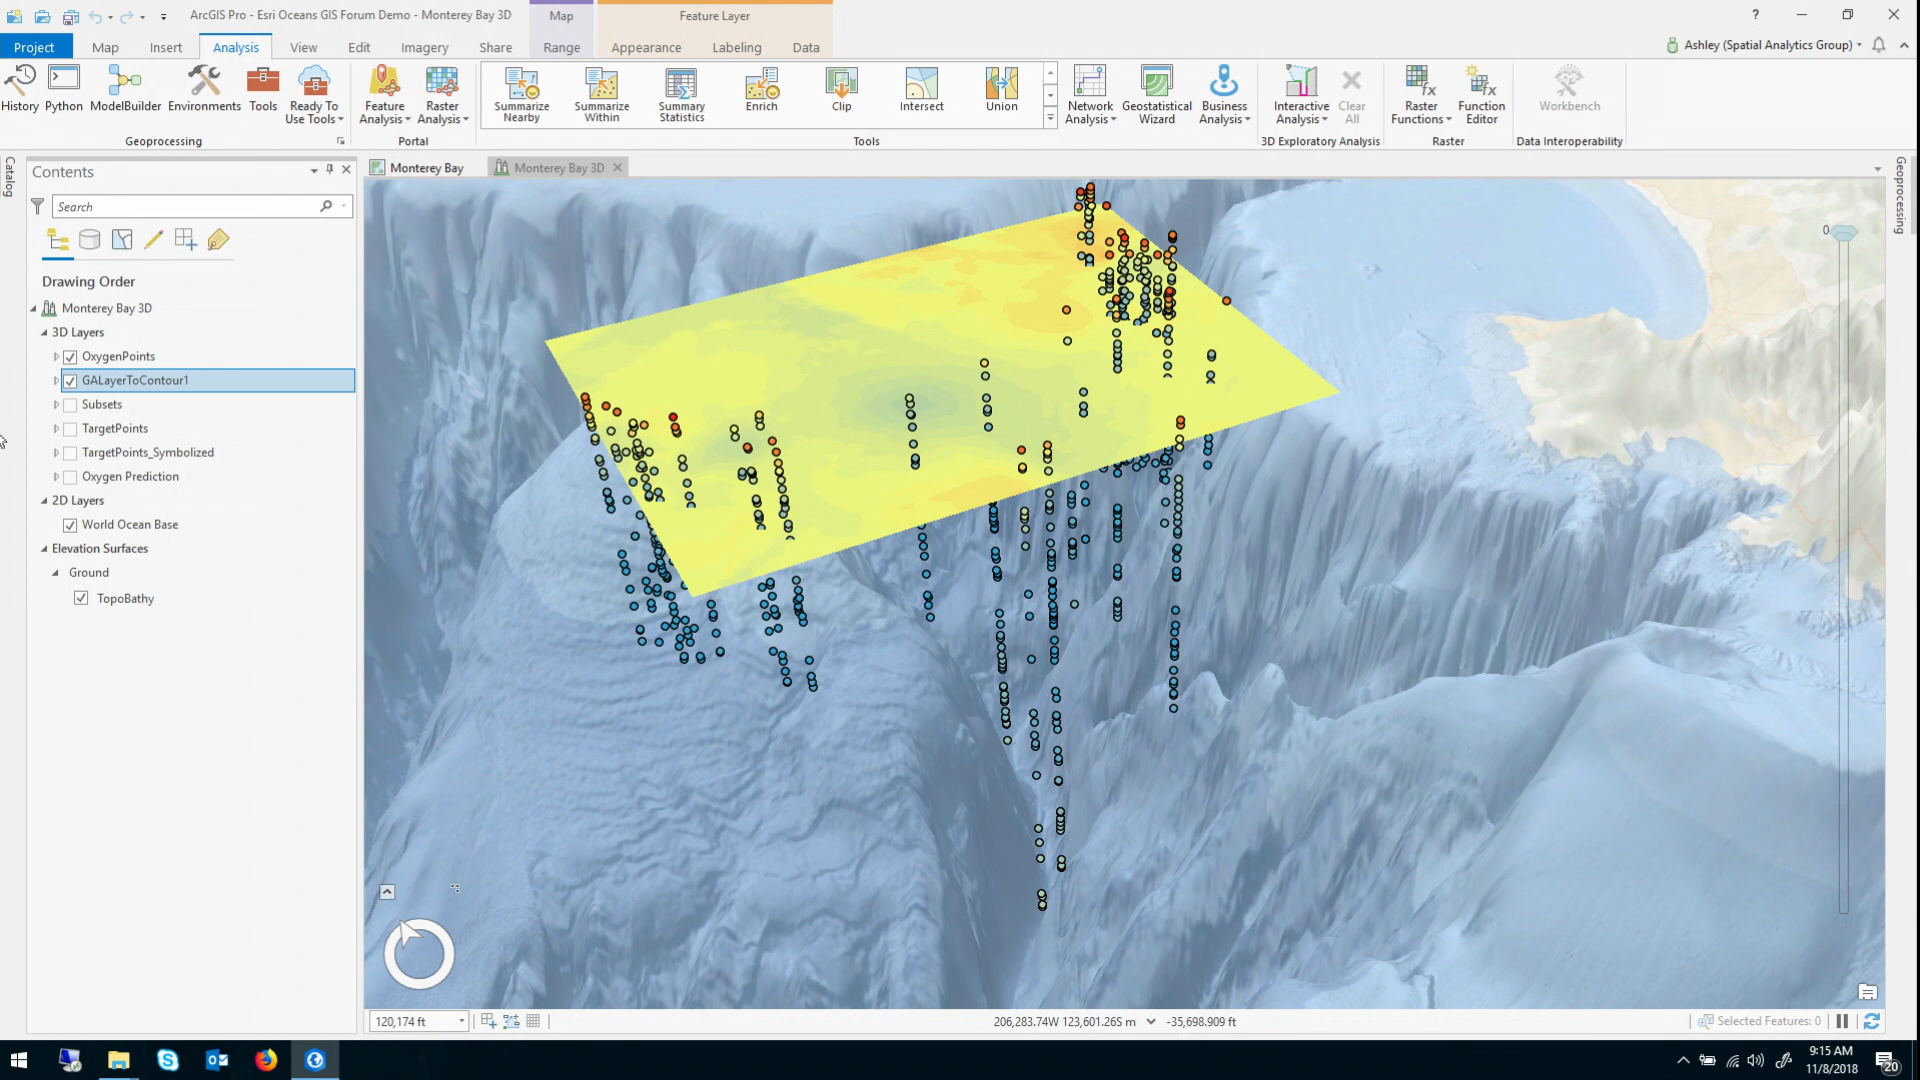 ArcGIS Pro - Esri Oceans GIS Forum Demo - Monterey Bay 3D
Map
Feature Layer
?
Project
Map
Insert
Analysis
View
Edit
Imagery
Share
Range
Appearance
Labeling
Data
Ashley (Spatial Analytics Group)
History
Python
ModelBuilder
Environments
Tools
Ready To Use Tools
Feature Analysis
Raster Analysis
Summarize Nearby
Summarize Within
Summary Statistics
Enrich
Clip
Intersect
Union
Network Analysis
Geostatistical Wizard
Business Analysis
Interactive Analysis
Clear All
Raster Functions
Function Editor
Workbench
Geoprocessing
Portal
Tools
3D Exploratory Analysis
Raster
Data Interoperability
Catalog
Contents
Monterey Bay
Monterey Bay 3D
Geoprocessing
Search
0
Drawing Order
Monterey Bay 3D
3D Layers
OxygenPoints
GALayerToContour1
Subsets
TargetPoints
TargetPoints_Symbolized
Oxygen Prediction
2D Layers
World Ocean Base
Elevation Surfaces
Ground
TopoBathy
120,174 ft
206,283.74W 123,601.26S m
-35,698.909 ft
Selected Features: 0
9:15 AM
11/8/2018
20